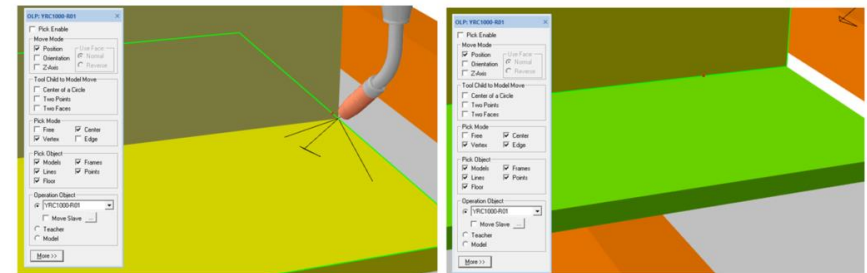 OLP: YRC1000-R01
Pick Enable
Move Mode
Position
Orientation
Z-Axis
Use Face
Normal
Reverse
Tool Child to Model Move
Center of a Circle
Two Points
Two Faces
Pick Mode
Free Center
Vertex Edge
Pick Object
Models Frames
Lines Points
Floor
Operation Object
YRC1000-R01
Move Slave ...
Teacher
Model
More >>
OLP: YRC1000-R01
Pick Enable
Move Mode
Position
Orientation
Z-Axis
Use Face
Normal
Reverse
Tool Child to Model Move
Center of a Circle
Two Points
Two Faces
Pick Mode
Free Center
Vertex Edge
Pick Object
Models Frames
Lines Points
Floor
Operation Object
YRC1000-R01
Move Slave ...
Teacher
Model
More >>